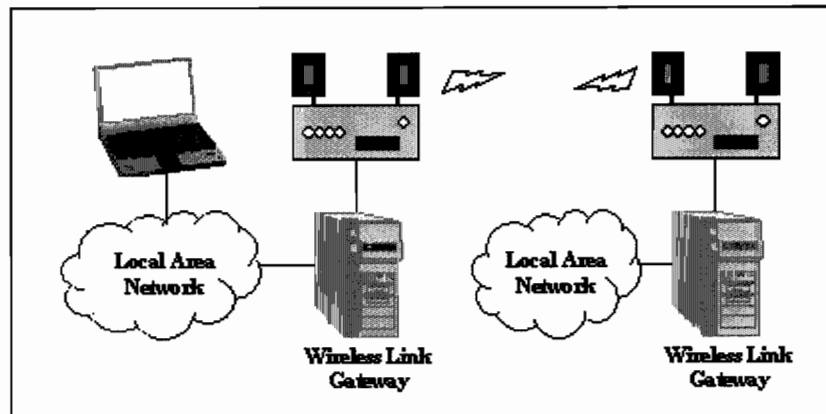 Local Area
Network
Local Area
Network
Wireless Link
Gateway
Wireless Link
Gateway